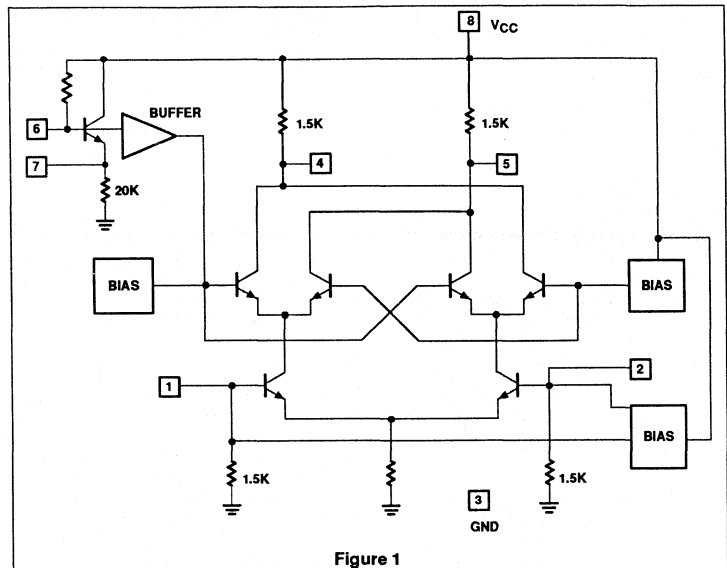 8 VCC
BUFFER
6
1.5K
1.5K
7
4
5
20K
BIAS
BIAS
1
2
BIAS
1.5K
1.5K
3
GND
Figure 1